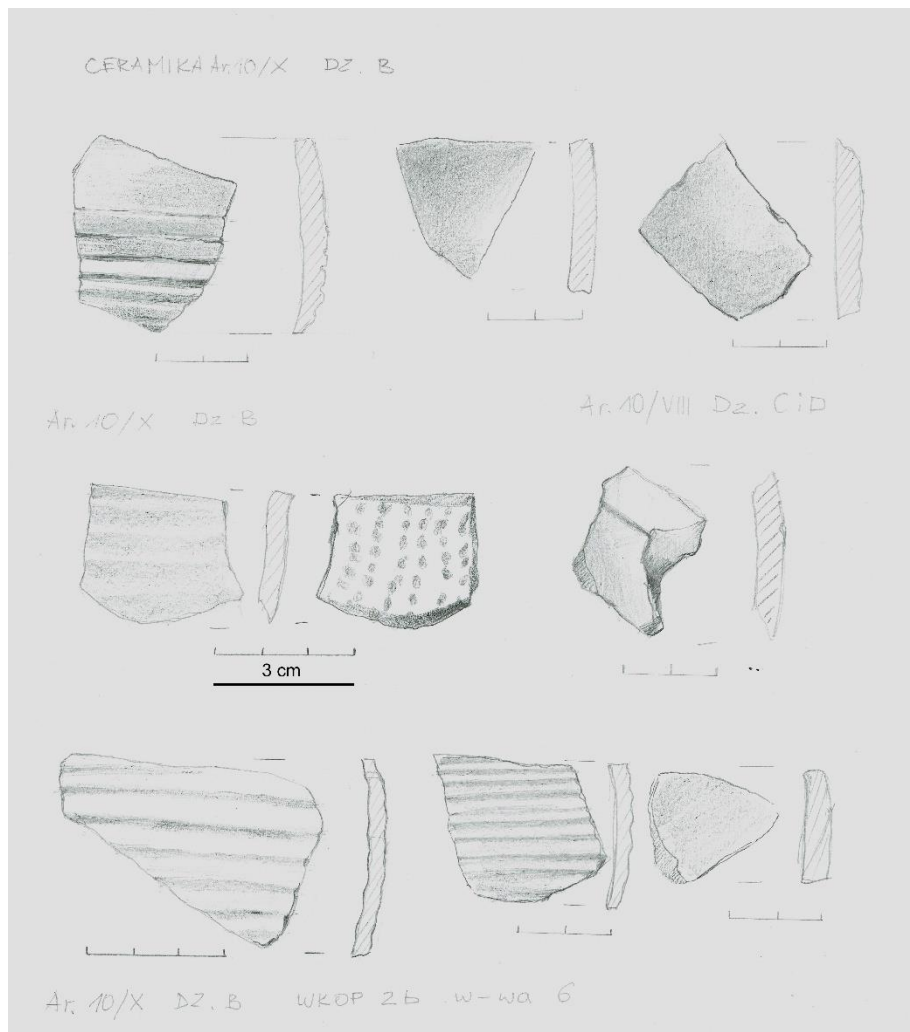 CERAMIKA Ar.10/X DZ. B
Ar. 10/X Dz B
Ar. 10/VIII Dz. CiD
3 cm
Ar. 10/X DZ. B WKOP 2b w-wa 6